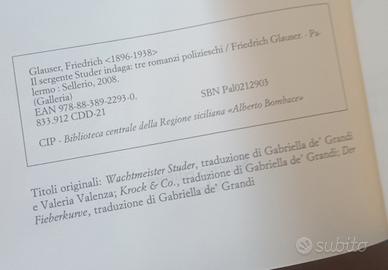 Glauser, Friedrich <1896-1938>
Il sergente Studer indaga: tre romanzi polizieschi / Friedrich Glauser. - Pa-
lermo : Sellerio, 2008.
(Galleria)
EAN 978-88-389-2293-0.
833.912 CDD-21 SBN Pal0212903
CIP - Biblioteca centrale della Regione siciliana «Alberto Bombace»
Titoli originali: Wachtmeister Studer, traduzione di Gabriella de' Grandi
e Valeria Valenza; Krock & Co., traduzione di Gabriella de' Grandi; Der
Fieberkurve, traduzione di Gabriella de' Grandi
subito